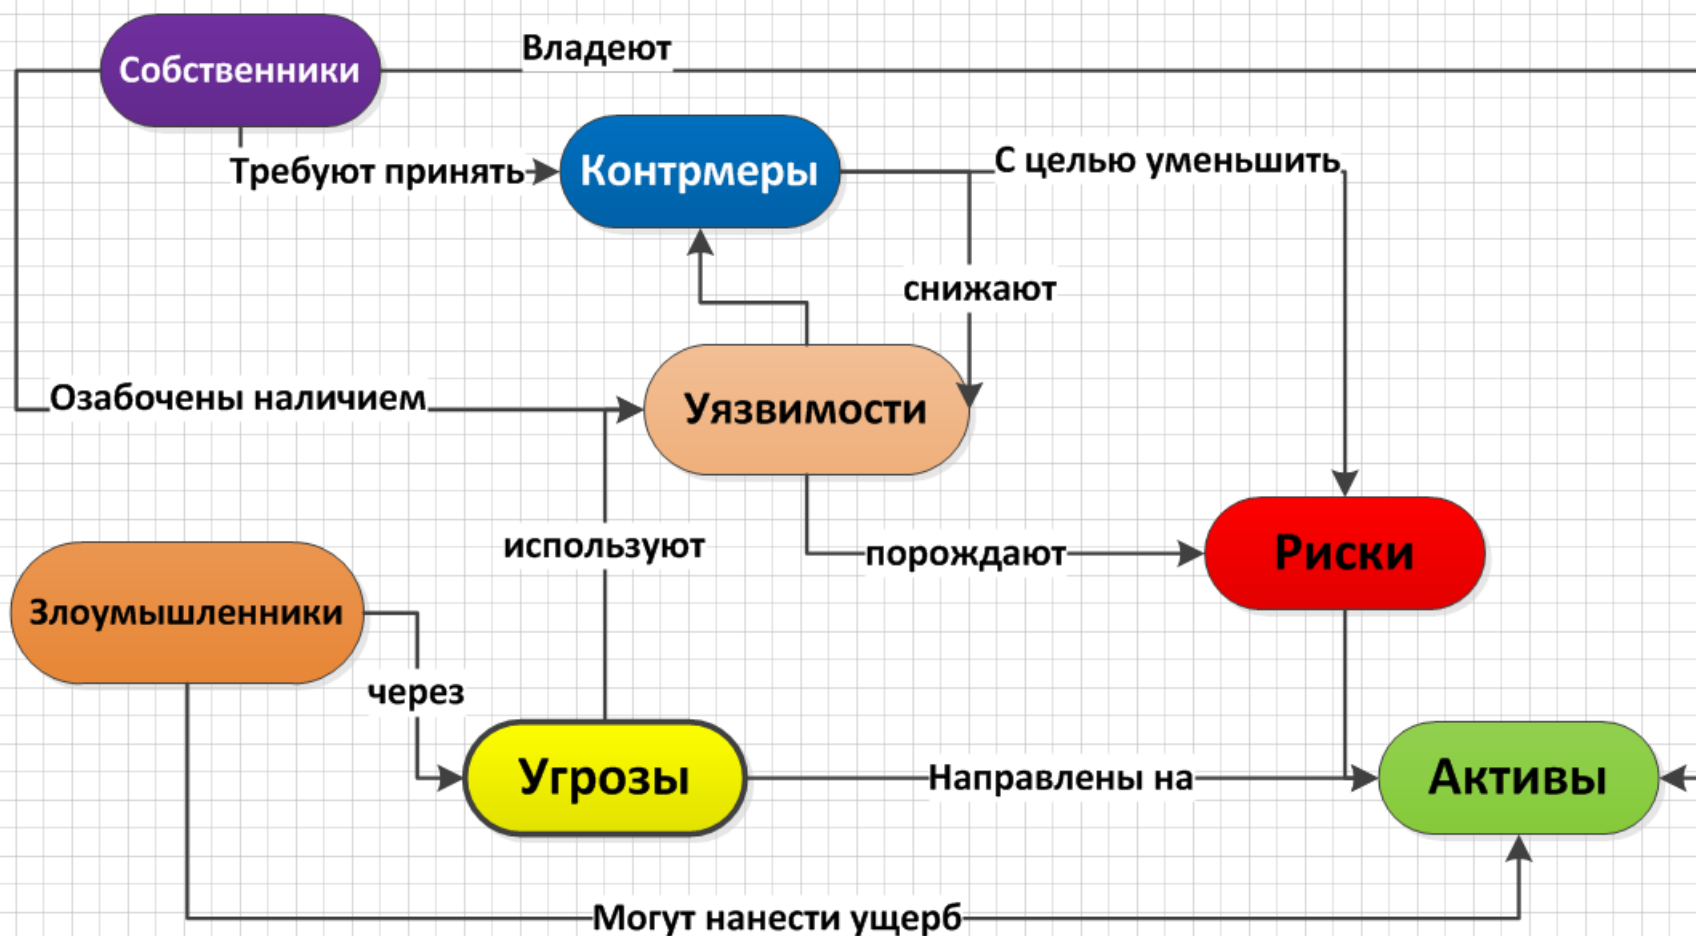 Владеют
Собственники
Требуют принять
Контрмеры
С целью уменьшить
снижают
Озабочены наличием
Уязвимости
используют
порождают
Риски
Злоумышленники
через
Угрозы
Направлены на
Активы
Могут нанести ущерб